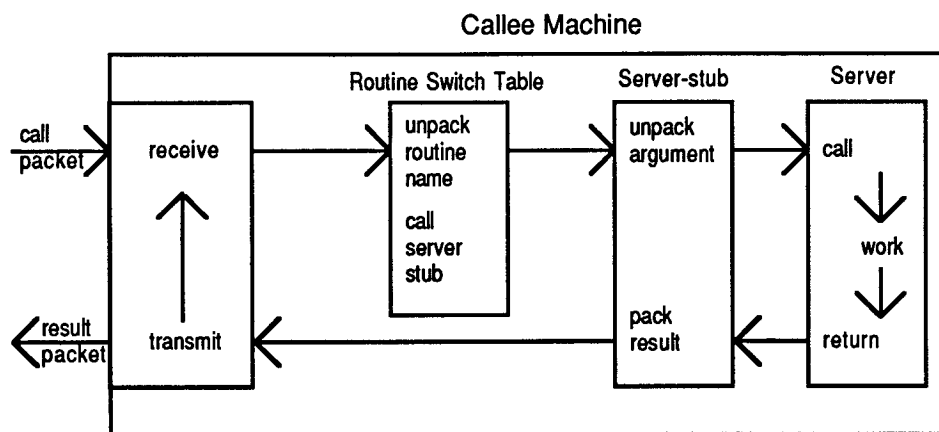 Callee Machine
Routine Switch Table
Server-stub
Server
call
packet
receive
transmit
result
packet
unpack
routine
name
call
server
stub
unpack
argument
pack
result
call
work
return